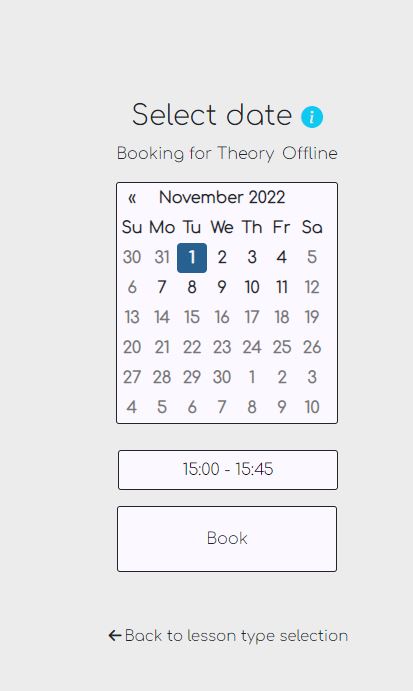 Select date i
Booking for Theory Offline
« November 2022
Su Mo Tu We Th Fr Sa
30 31 1 2 3 4 5
6 7 8 9 10 11 12
13 14 15 16 17 18 19
20 21 22 23 24 25 26
27 28 29 30 1 2 3
4 5 6 7 8 9 10
15:00 - 15:45
Book
←Back to lesson type selection